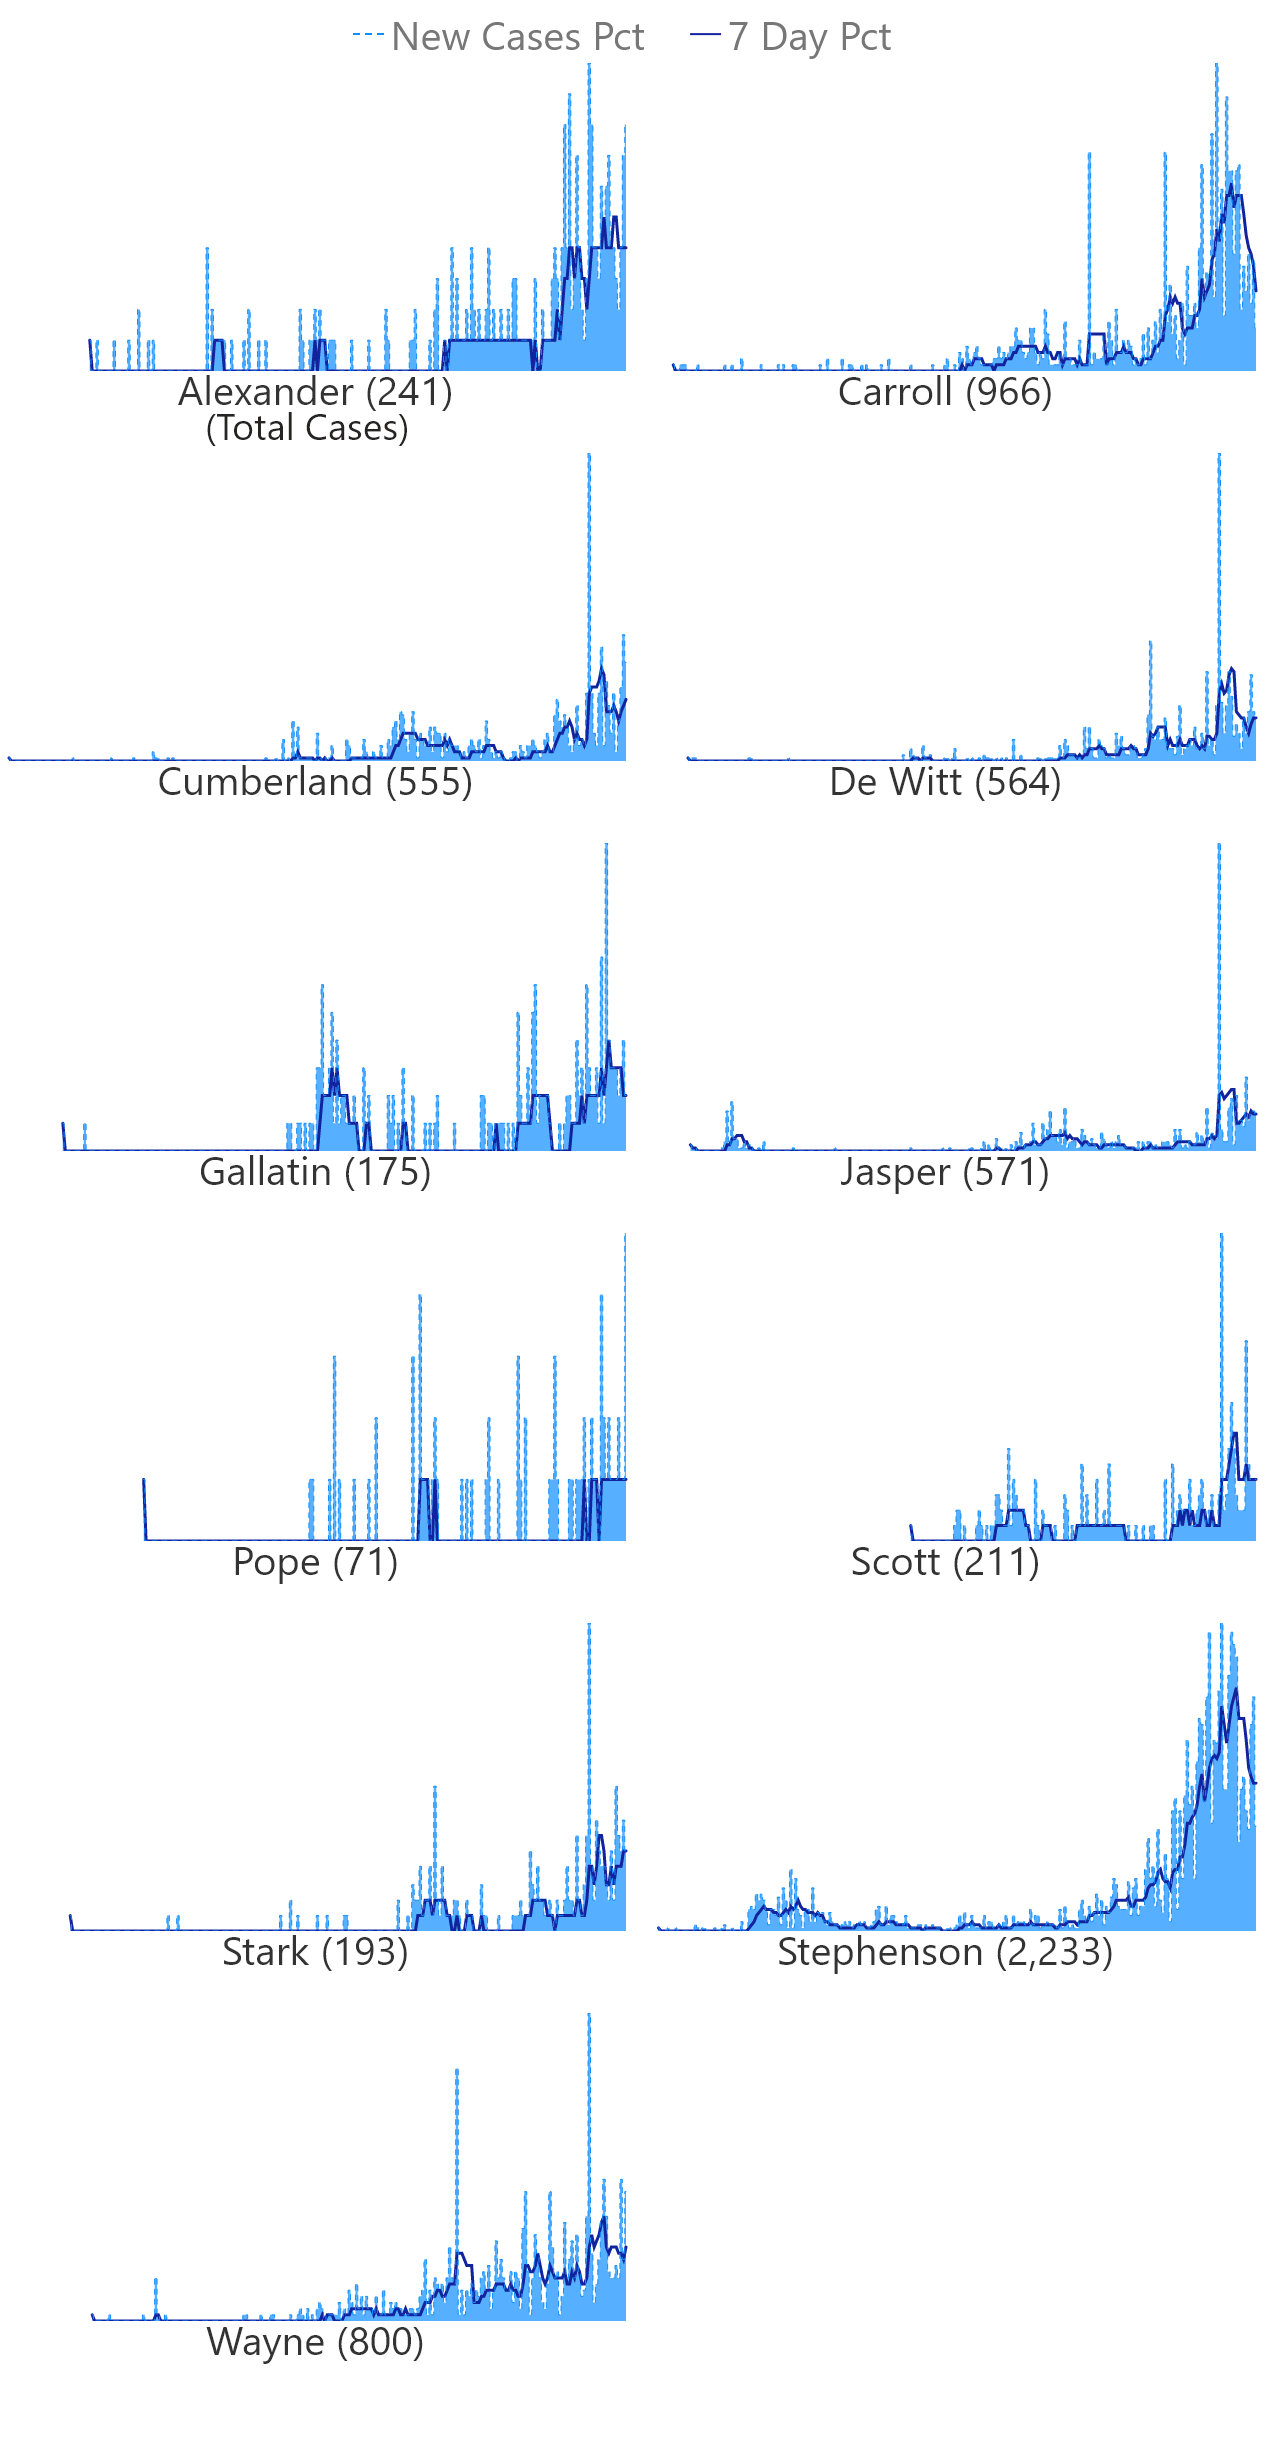 New Cases Pct 7 Day Pct
Alexander (241) Carroll (966)
(Total Cases)
Cumberland (555) De Witt (564)
Gallatin (175) Jasper (571)
Pope (71) Scott (211)
Stark (193) Stephenson (2,233)
Wayne (800)